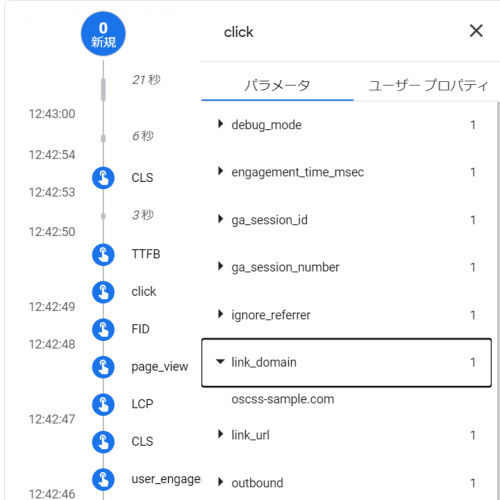 0
新規
21 秒
12:43:00
6 秒
12:42:54
CLS
12:42:53
3 秒
12:42:50
TTFB
click
12:42:49
FID
12:42:48
page_view
LCP
12:42:47
CLS
user_engage
12:42:46
click
パラメータ
ユーザー プロパティ
debug_mode 1
engagement_time_msec 1
ga_session_id 1
ga_session_number 1
ignore_referrer 1
link_domain 1
oscss-sample.com
link_url 1
outbound 1